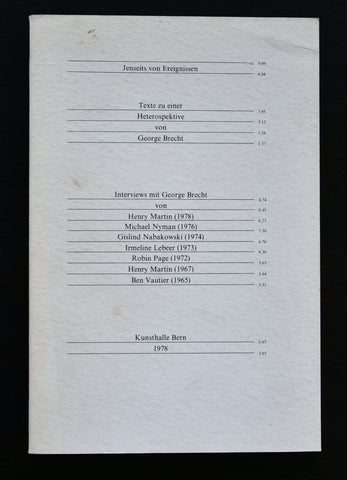 Jenseits von Ereignissen
Texte zu einer
Heterospektive
von
George Brecht
Interviews mit George Brecht
von
Henry Martin (1978)
Michael Nyman (1976)
Gislind Nabakowski (1974)
Irmeline Lebeer (1973)
Robin Page (1972)
Henry Martin (1967)
Ben Vautier (1965)
Kunsthalle Bern
1978